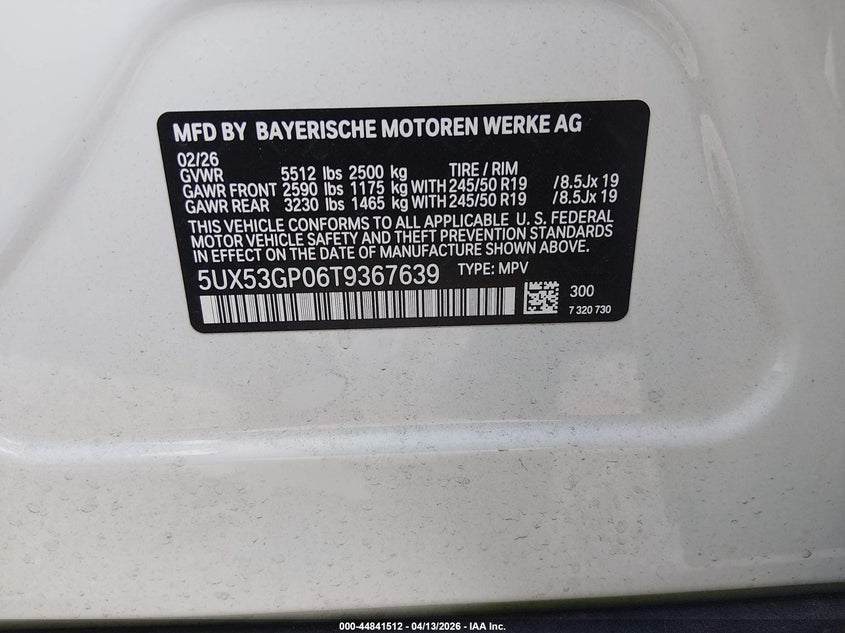 MFD BY BAYERISCHE MOTOREN WERKE AG
02/26
GVWR 5512 lbs 2500 kg TIRE / RIM
GAWR FRONT 2590 lbs 1175 kg WITH 245/50 R19 /8.5Jx 19
GAWR REAR 3230 lbs 1465 kg WITH 245/50 R19 /8.5Jx 19
THIS VEHICLE CONFORMS TO ALL APPLICABLE U. S. FEDERAL
MOTOR VEHICLE SAFETY AND THEFT PREVENTION STANDARDS
IN EFFECT ON THE DATE OF MANUFACTURE SHOWN ABOVE.
5UX53GP06T9367639 TYPE: MPV
300
7 320 730
000-44841512 - 04/13/2026 - IAA Inc.